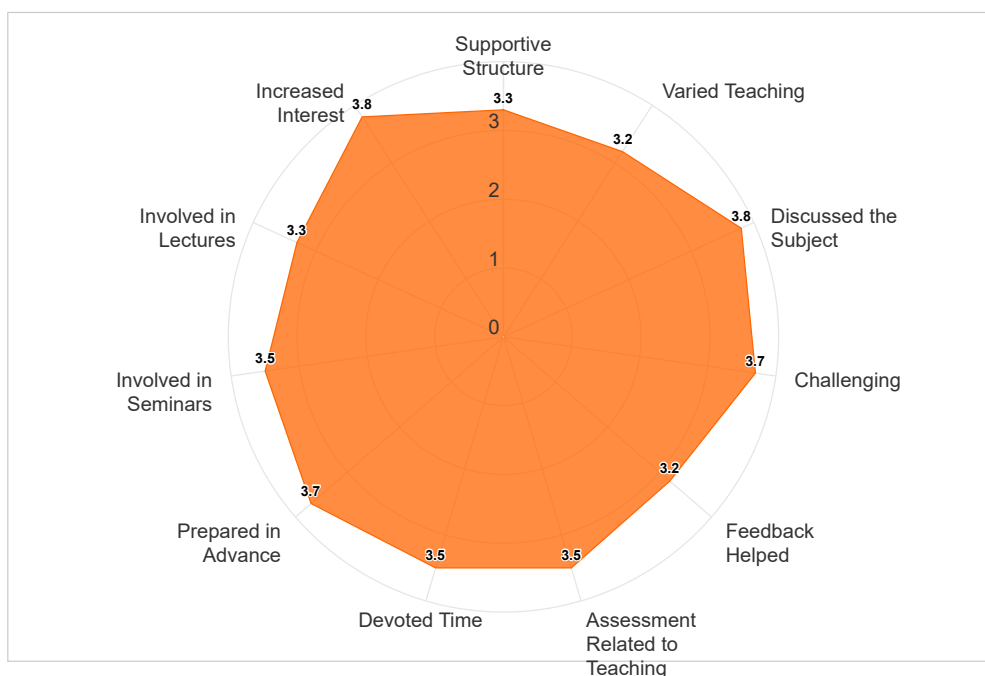 Supportive
Structure
3.3
Increased
Interest
3.8
Varied Teaching
3.2
3
2
1
0
Involved in
Lectures
3.3
Discussed the
Subject
3.8
Involved in
Seminars
3.5
Challenging
3.7
Prepared in
Advance
3.7
Feedback
Helped
3.2
Devoted Time
3.5
Assessment
Related to
Teaching
3.5